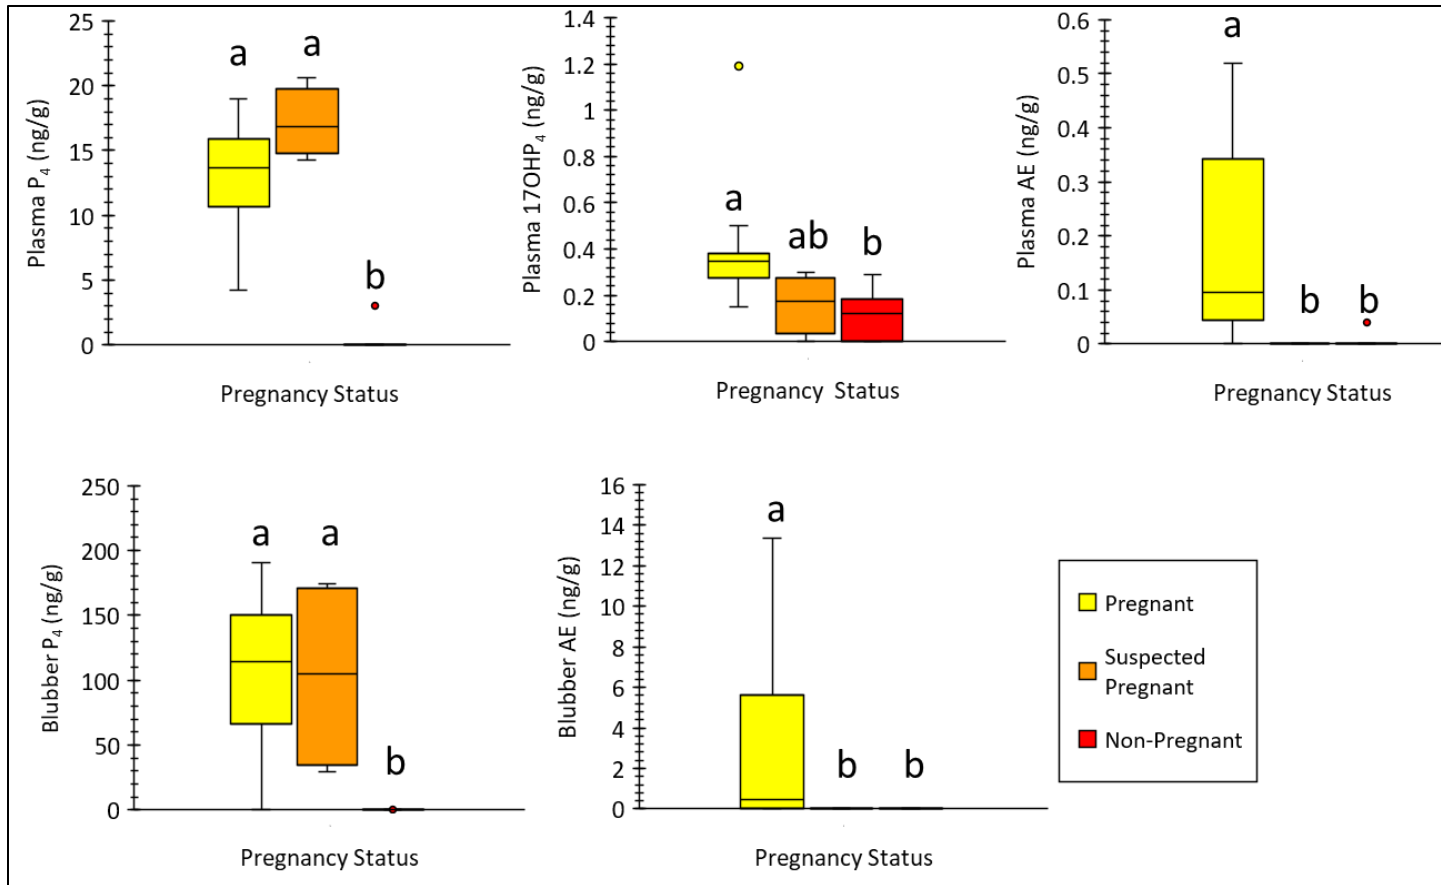 25
20
15
10
5
0
Plasma P4 (ng/g)
a
a
b
Pregnancy Status
1.4
1.2
1
0.8
0.6
0.4
0.2
0
Plasma 17OHP4 (ng/g)
a
ab
b
Pregnancy Status
0.6
0.5
0.4
0.3
0.2
0.1
0
Plasma AE (ng/g)
a
b
b
Pregnancy Status
250
200
150
100
50
0
Blubber P4 (ng/g)
a
a
b
Pregnancy Status
16
14
12
10
8
6
4
2
0
Blubber AE (ng/g)
a
b
b
Pregnancy Status
Pregnant
Suspected
Pregnant
Non-Pregnant